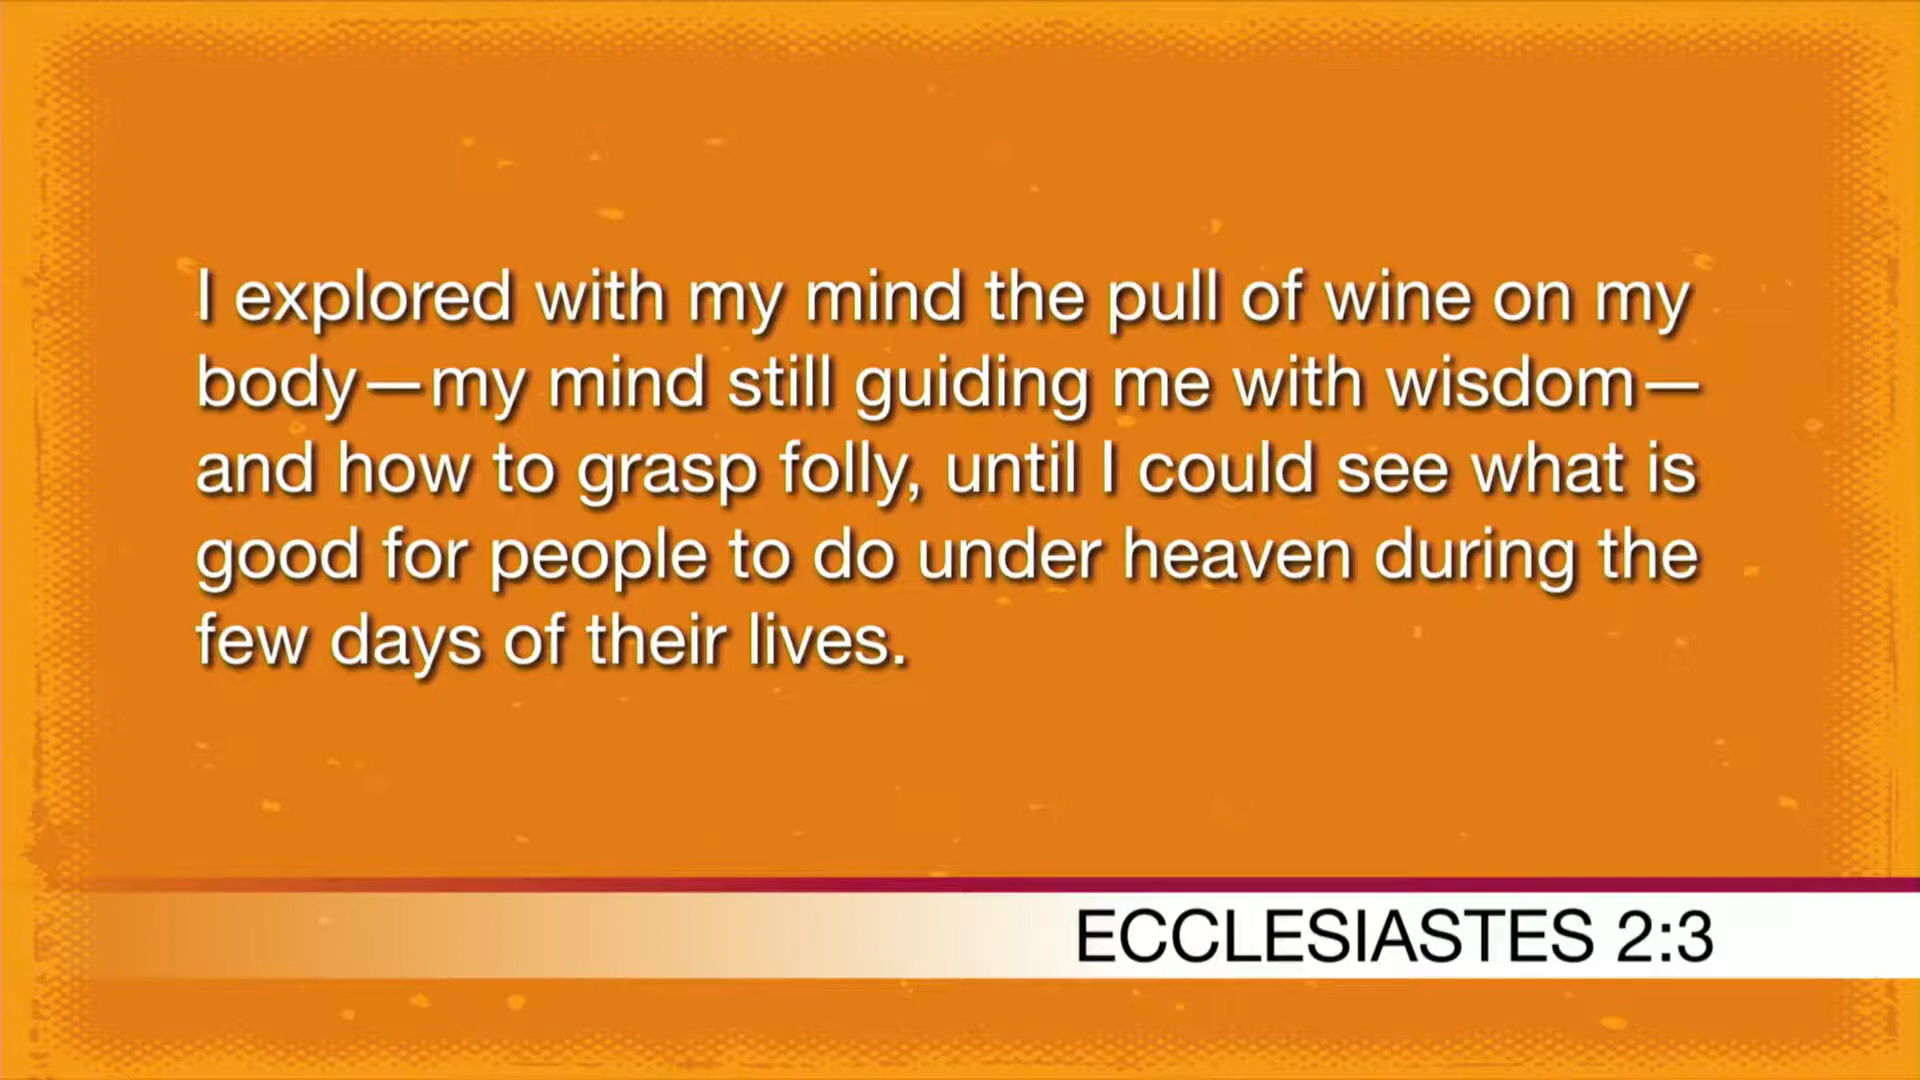 I explored with my mind the pull of wine on my
body—my mind still guiding me with wisdom—
and how to grasp folly, until I could see what is
good for people to do under heaven during the
few days of their lives.
ECCLESIASTES 2:3